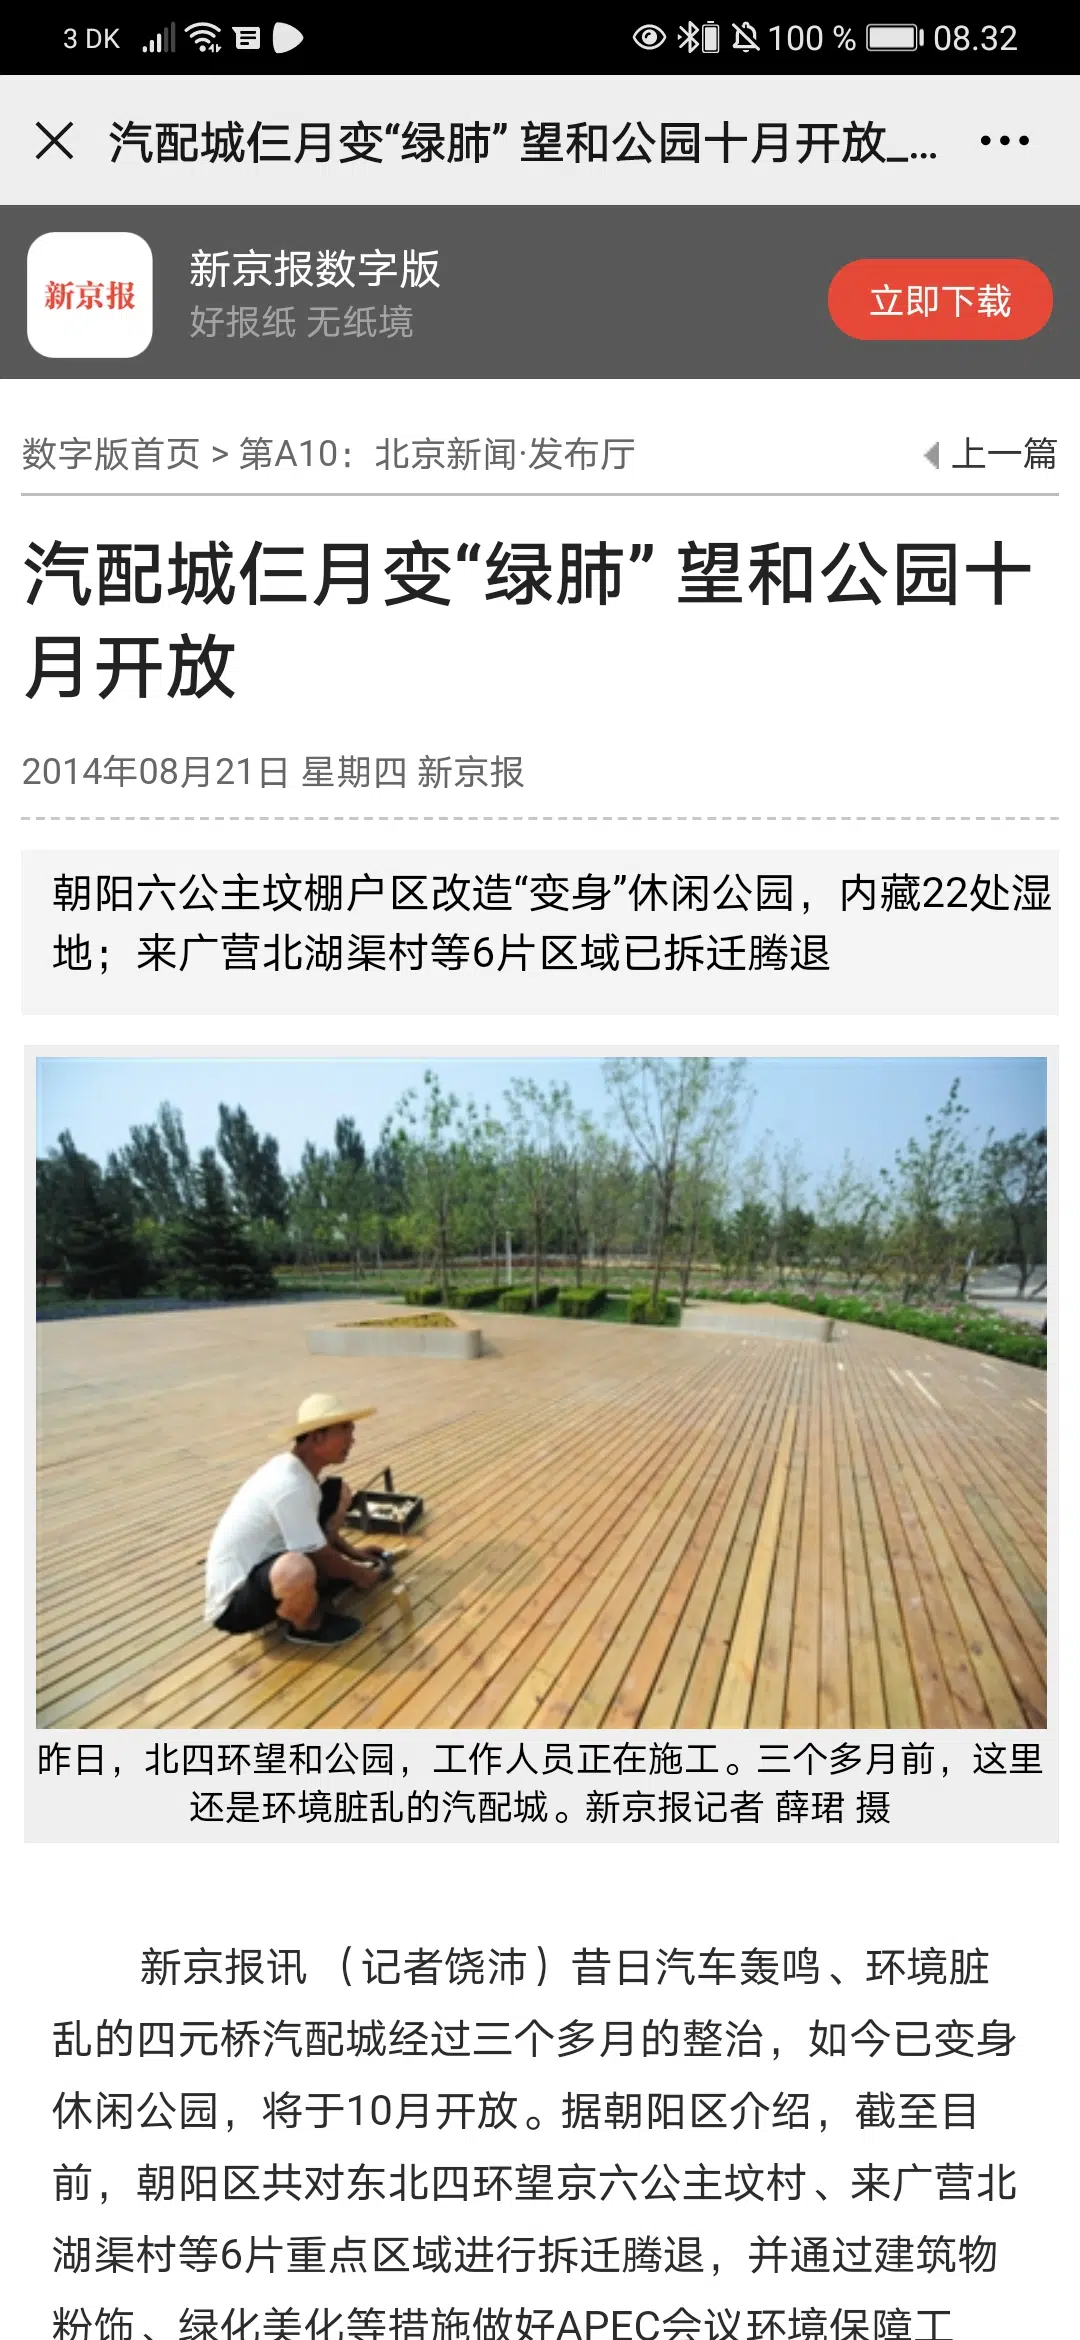 3 DK 100 % 08.32
汽配城仨月变“绿肺” 望和公园十月开放_...
新京报
新京报数字版
好报纸 无纸境
立即下载
数字版首页 > 第A10：北京新闻·发布厅
上一篇
汽配城仨月变“绿肺” 望和公园十
月开放
2014年08月21日 星期四 新京报
朝阳六公主坟棚户区改造“变身”休闲公园，内藏22处湿
地；来广营北湖渠村等6片区域已拆迁腾退
昨日，北四环望和公园，工作人员正在施工。三个多月前，这里
还是环境脏乱的汽配城。新京报记者 薛珺 摄
新京报讯 （记者饶沛）昔日汽车轰鸣、环境脏
乱的四元桥汽配城经过三个多月的整治，如今已变身
休闲公园，将于10月开放。据朝阳区介绍，截至目
前，朝阳区共对东北四环望京六公主坟村、来广营北
湖渠村等6片重点区域进行拆迁腾退，并通过建筑物
粉饰、绿化美化等措施做好APEC会议环境保障工